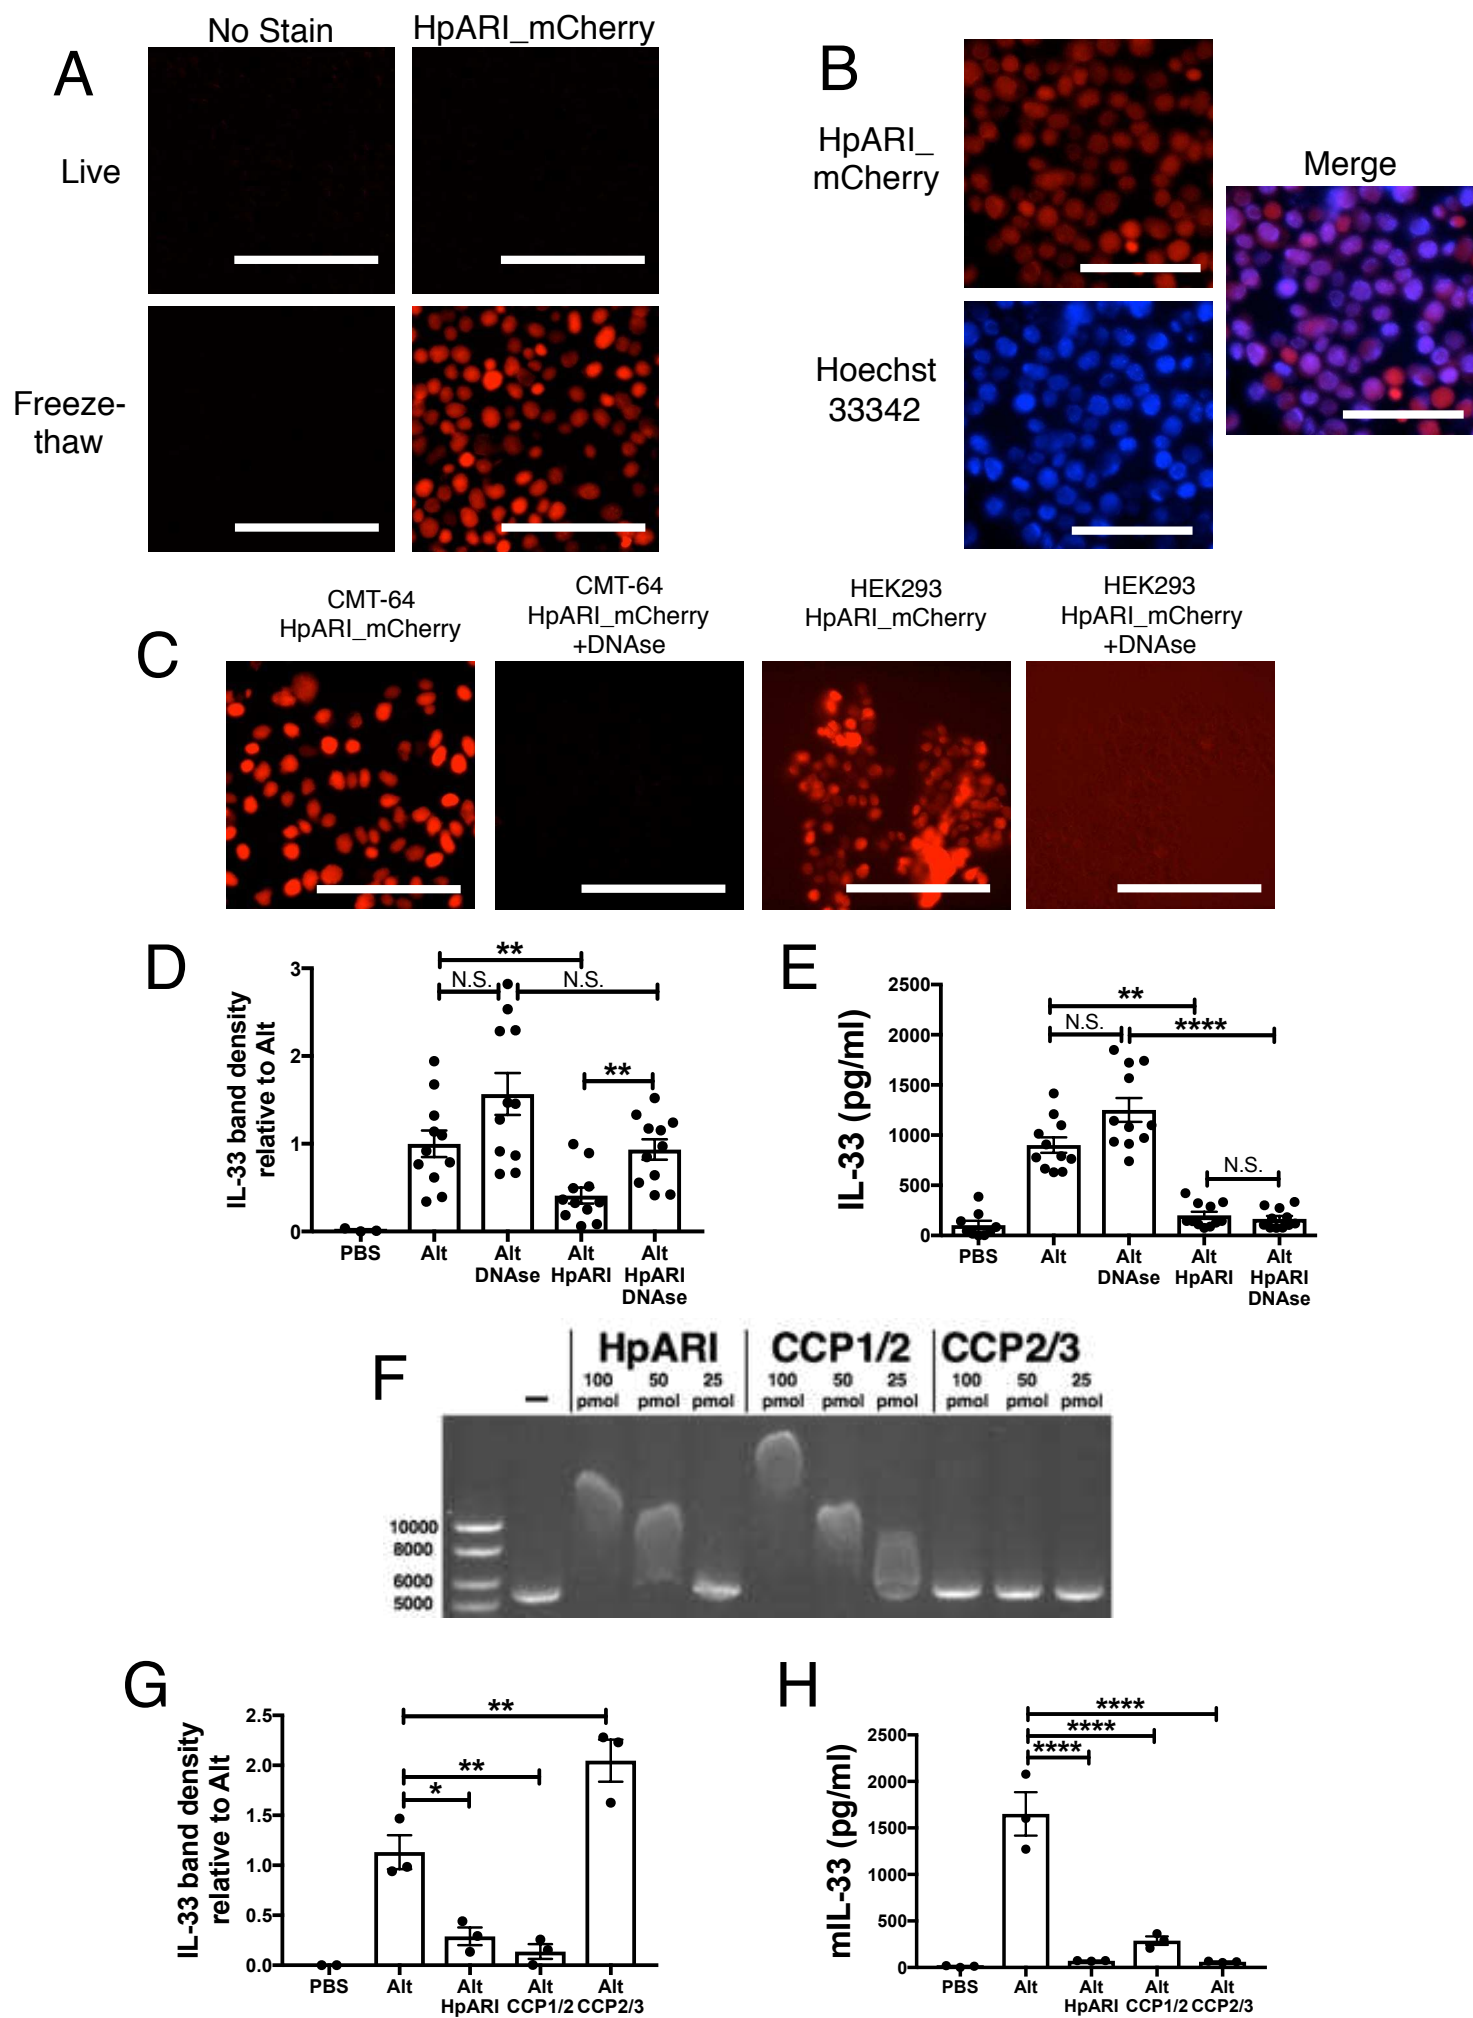 A
No Stain
HpARI_mCherry
Live
Freeze-
thaw
B
HpARI_
mCherry
Merge
Hoechst
33342
C
CMT-64
HpARI_mCherry
CMT-64
HpARI_mCherry
+DNAse
HEK293
HpARI_mCherry
HEK293
HpARI_mCherry
+DNAse
D
IL-33 band density
relative to Alt
3
2
1
0
**
N.S.
N.S.
**
PBS
Alt
Alt
DNAse
Alt
HpARI
Alt
HpARI
DNAse
E
IL-33 (pg/ml)
2500
2000
1500
1000
500
0
**
N.S.
****
N.S.
PBS
Alt
Alt
DNAse
Alt
HpARI
Alt
HpARI
DNAse
F
HpARI
CCP1/2
CCP2/3
–
100
pmol
50
pmol
25
pmol
100
pmol
50
pmol
25
pmol
100
pmol
50
pmol
25
pmol
10000
8000
6000
5000
G
IL-33 band density
relative to Alt
2.5
2.0
1.5
1.0
0.5
0.0
**
**
*
PBS
Alt
Alt
HpARI
Alt
CCP1/2
Alt
CCP2/3
H
mIL-33 (pg/ml)
2500
2000
1500
1000
500
0
****
****
****
PBS
Alt
Alt
HpARI
Alt
CCP1/2
Alt
CCP2/3